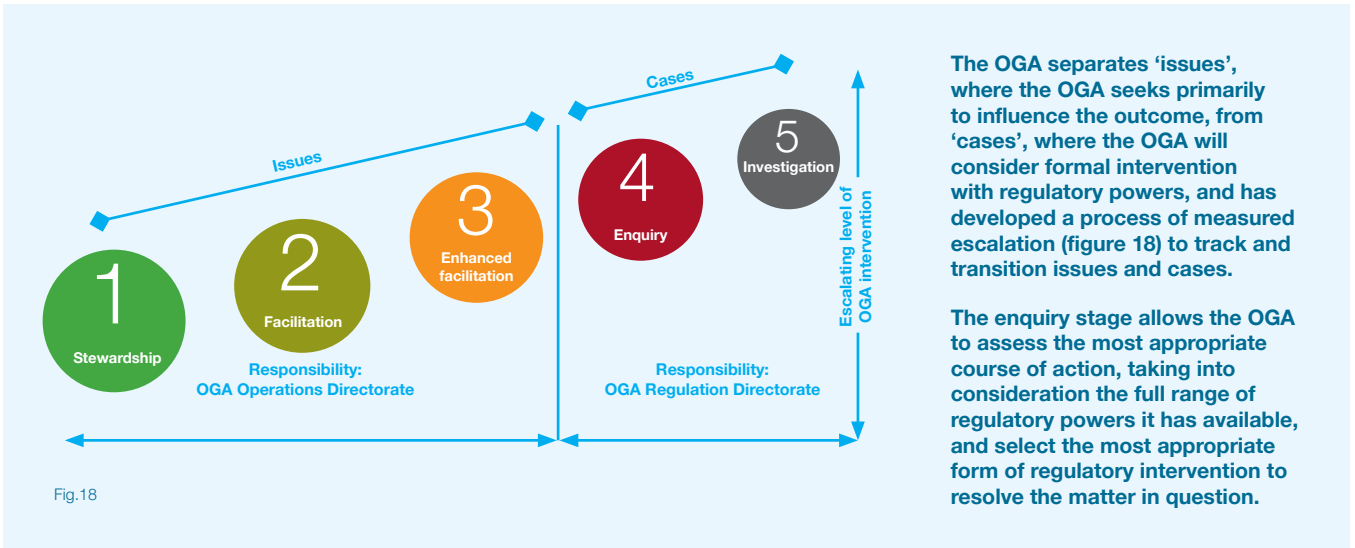 Issues
Cases
1
Stewardship
2
Facilitation
3
Enhanced
facilitation
4
Enquiry
5
Investigation
Escalating level of
OGA intervention
Responsibility:
OGA Operations Directorate
Responsibility:
OGA Regulation Directorate
Fig.18
The OGA separates ‘issues’,
where the OGA seeks primarily
to influence the outcome, from
‘cases’, where the OGA will
consider formal intervention
with regulatory powers, and has
developed a process of measured
escalation (figure 18) to track and
transition issues and cases.
The enquiry stage allows the OGA
to assess the most appropriate
course of action, taking into
consideration the full range of
regulatory powers it has available,
and select the most appropriate
form of regulatory intervention to
resolve the matter in question.